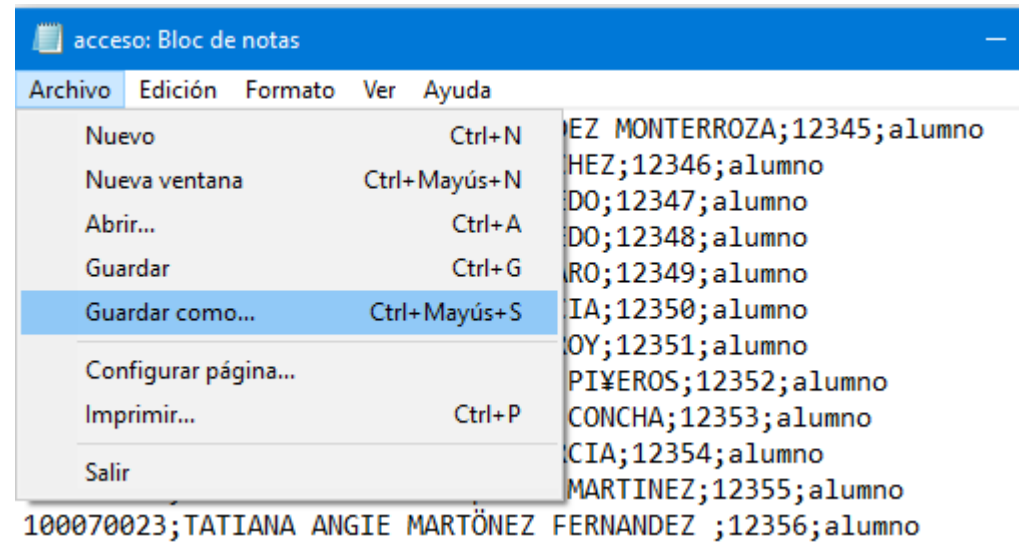 acceso: Bloc de notas
Archivo Edición Formato Ver Ayuda
Nuevo Ctrl+N
Nueva ventana Ctrl+Mayús+N
Abrir... Ctrl+A
Guardar Ctrl+G
Guardar como... Ctrl+Mayús+S
Configurar página...
Imprimir... Ctrl+P
Salir
EZ MONTERROZA;12345;alumno
HEZ;12346;alumno
DO;12347;alumno
DO;12348;alumno
RO;12349;alumno
IA;12350;alumno
OY;12351;alumno
PI¥EROS;12352;alumno
CONCHA;12353;alumno
CIA;12354;alumno
MARTINEZ;12355;alumno
100070023;TATIANA ANGIE MARTÖNEZ FERNANDEZ ;12356;alumno